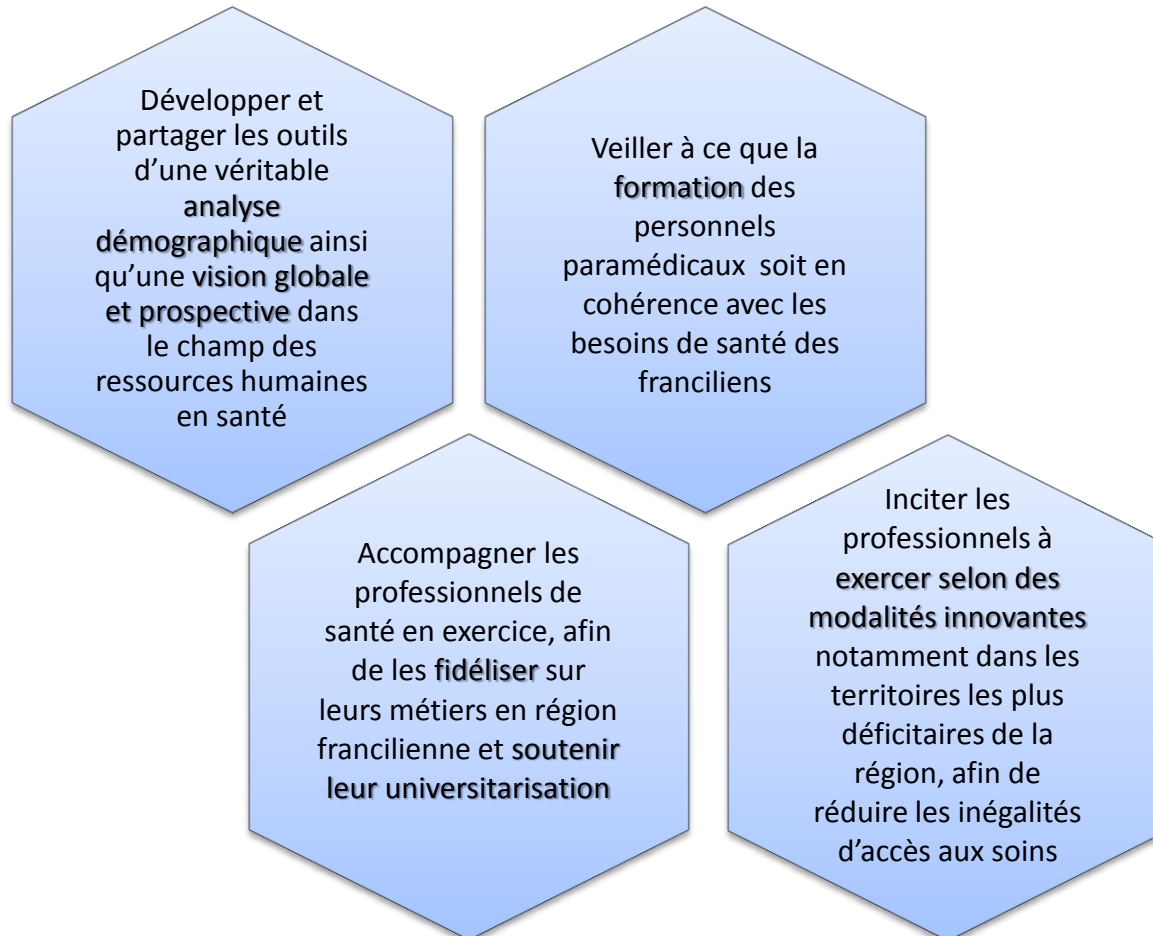 Développer et
partager les outils
d’une véritable
analyse
démographique ainsi
qu’une vision globale
et prospective dans
le champ des
ressources humaines
en santé
Veiller à ce que la
formation des
personnels
paramédicaux soit en
cohérence avec les
besoins de santé des
franciliens
Accompagner les
professionnels de
santé en exercice, afin
de les fidéliser sur
leurs métiers en région
francilienne et soutenir
leur universitarisation
Inciter les
professionnels à
exercer selon des
modalités innovantes
notamment dans les
territoires les plus
déficitaires de la
région, afin de
réduire les inégalités
d’accès aux soins